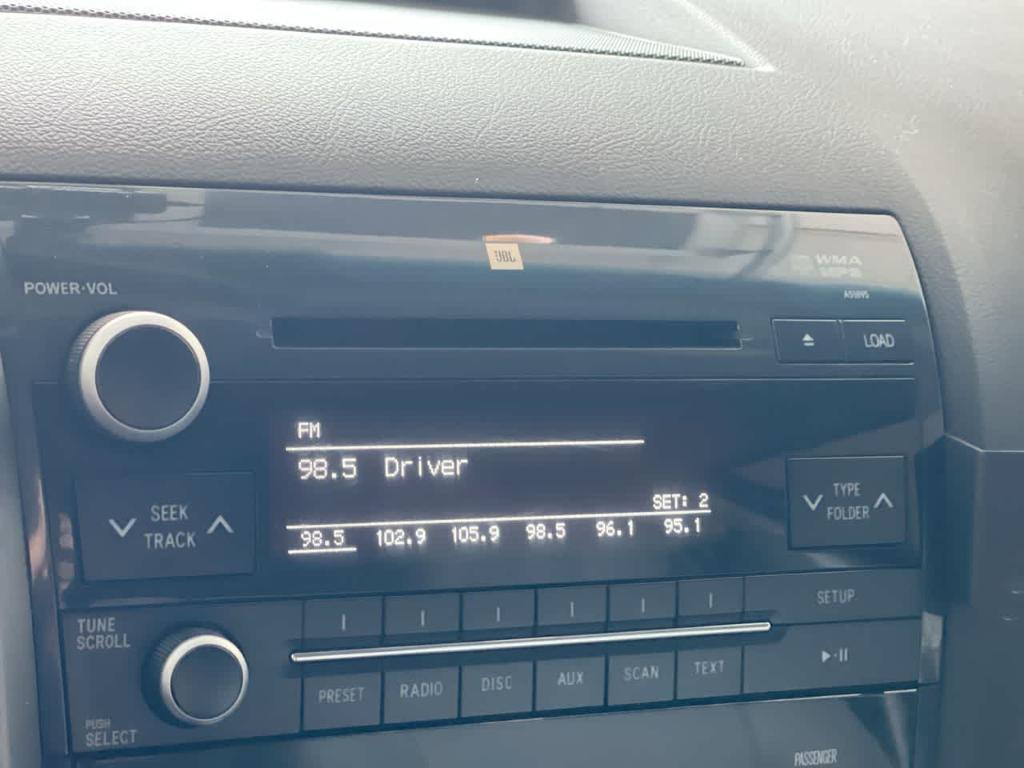 JBL
WMA
MP3
POWER·VOL
LOAD
FM
98.5 Driver
SET: 2
98.5 102.9 105.9 98.5 96.1 95.1
SEEK
TRACK
TYPE
FOLDER
SETUP
TUNE
SCROLL
PUSH
SELECT
PRESET RADIO DISC AUX SCAN TEXT
PASSENGER